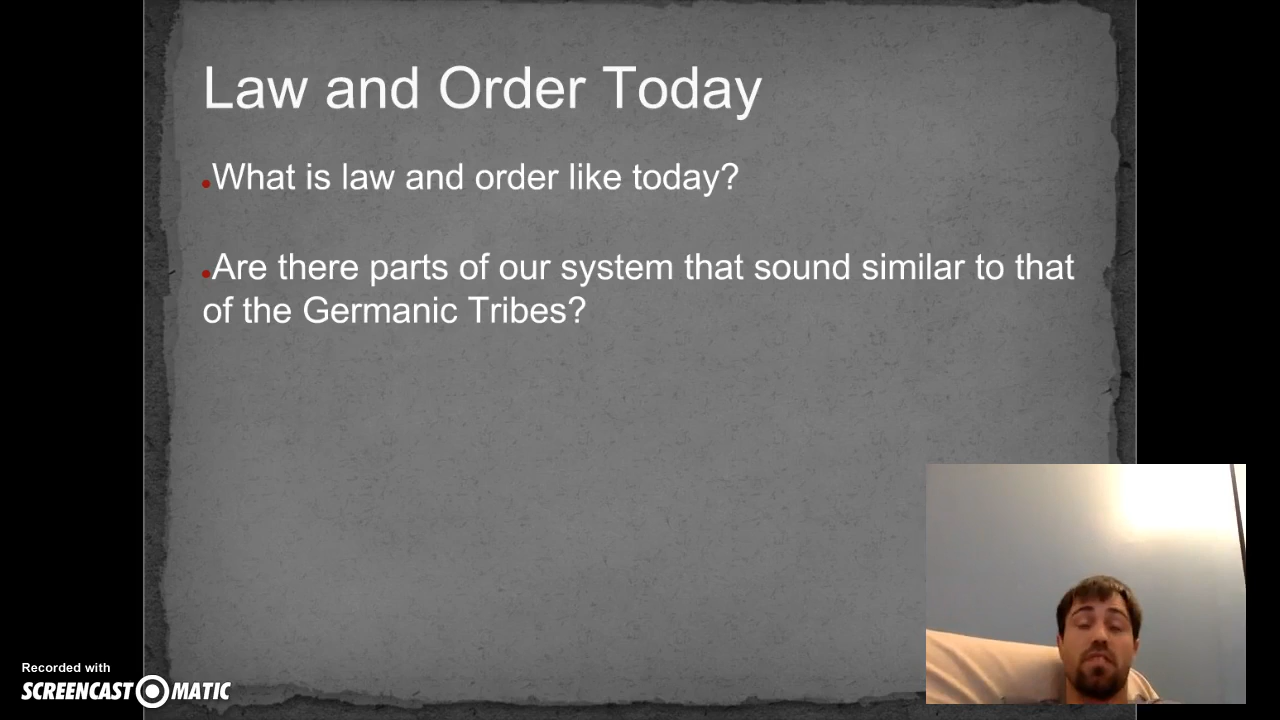 Law and Order Today
What is law and order like today?
Are there parts of our system that sound similar to that
of the Germanic Tribes?
Recorded with
SCREENCAST MATIC